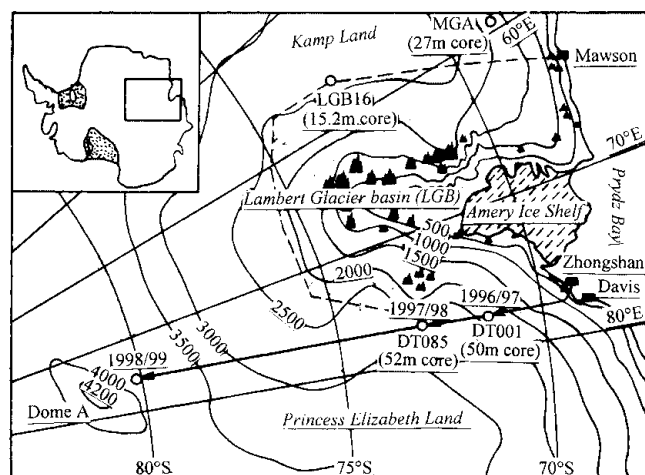 MGA
(27m core)
60°E
Kamp Land
Mawson
LGB16
(15.2m core)
70°E
Lambert Glacier basin (LGB)
Amery Ice Shelf
Prydz Bay
500
1000
1500
2000
2500
3000
3500
Zhongshan
Davis
80°E
1996/97
1997/98
DT001
(50m core)
DT085
(52m core)
1998/99
4000
4200
Dome A
Princess Elizabeth Land
80°S
75°S
70°S